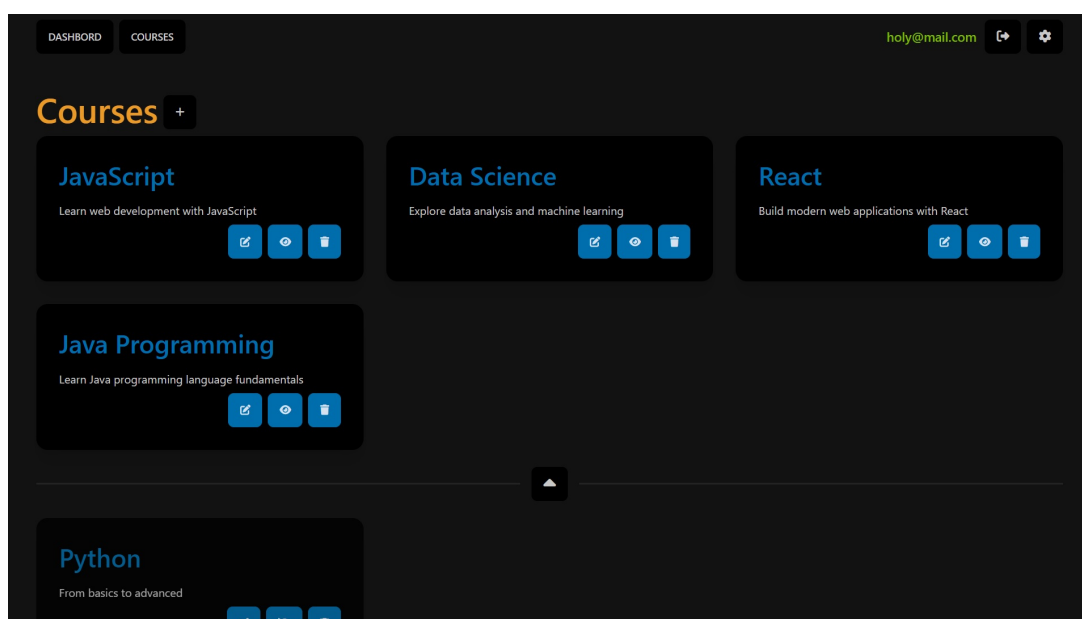 DASHBORD COURSES holy@mail.com
Courses +
JavaScript Data Science React
Learn web development with JavaScript Explore data analysis and machine learning Build modern web applications with React
Java Programming
Learn Java programming language fundamentals
Python
From basics to advanced